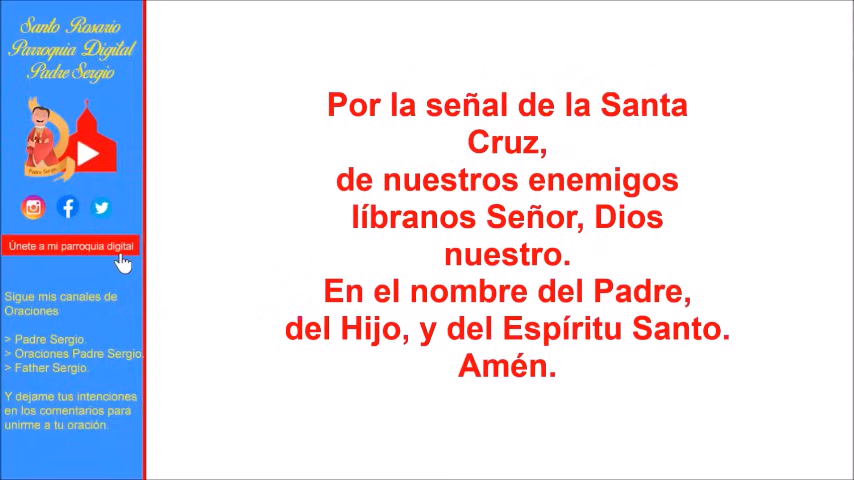 Santo Rosario
Parroquia Digital
Padre Sergio
Padre Sergio
Únete a mi parroquia digital
Sigue mis canales de
Oraciones
> Padre Sergio.
> Oraciones Padre Sergio.
> Father Sergio.
Y dejame tus intenciones
en los comentarios para
unirme a tu oración.
Por la señal de la Santa
Cruz,
de nuestros enemigos
líbranos Señor, Dios
nuestro.
En el nombre del Padre,
del Hijo, y del Espíritu Santo.
Amén.